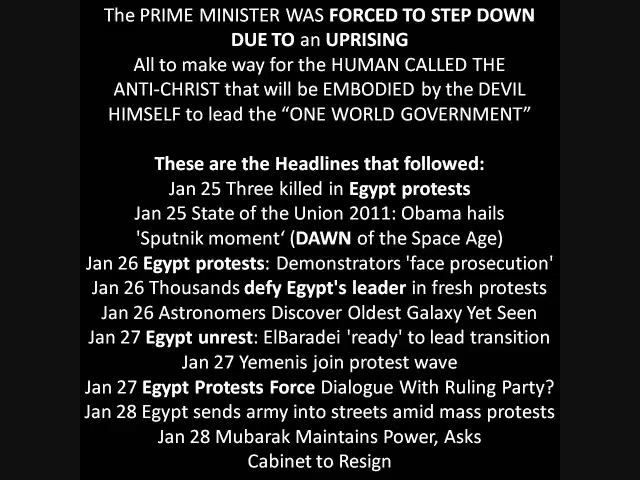 The PRIME MINISTER WAS FORCED TO STEP DOWN
DUE TO an UPRISING
All to make way for the HUMAN CALLED THE
ANTI-CHRIST that will be EMBODIED by the DEVIL
HIMSELF to lead the “ONE WORLD GOVERNMENT”
These are the Headlines that followed:
Jan 25 Three killed in Egypt protests
Jan 25 State of the Union 2011: Obama hails
'Sputnik moment‘ (DAWN of the Space Age)
Jan 26 Egypt protests: Demonstrators 'face prosecution'
Jan 26 Thousands defy Egypt's leader in fresh protests
Jan 26 Astronomers Discover Oldest Galaxy Yet Seen
Jan 27 Egypt unrest: ElBaradei 'ready' to lead transition
Jan 27 Yemenis join protest wave
Jan 27 Egypt Protests Force Dialogue With Ruling Party?
Jan 28 Egypt sends army into streets amid mass protests
Jan 28 Mubarak Maintains Power, Asks
Cabinet to Resign